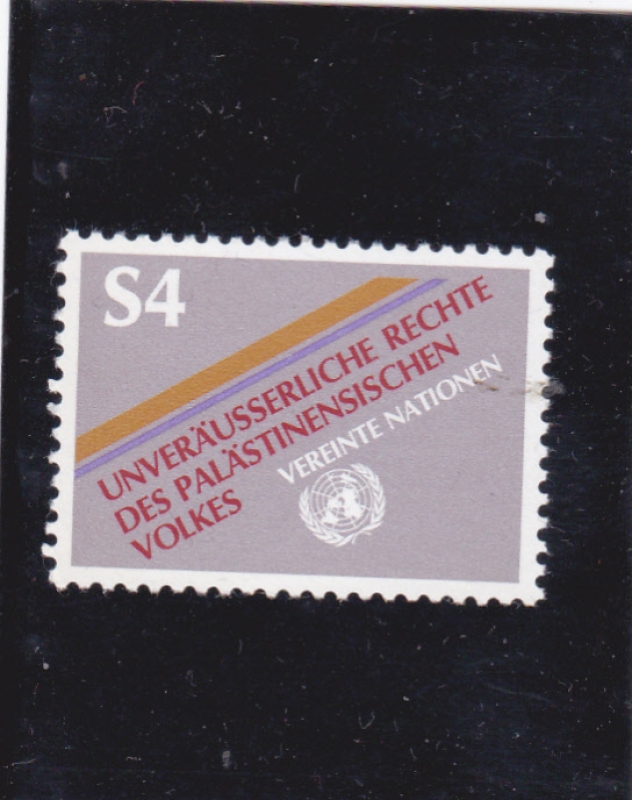 S4
UNVERÄUSSERLICHE RECHTE
DES PALÄSTINENSISCHEN
VOLKES
VEREINTE NATIONEN